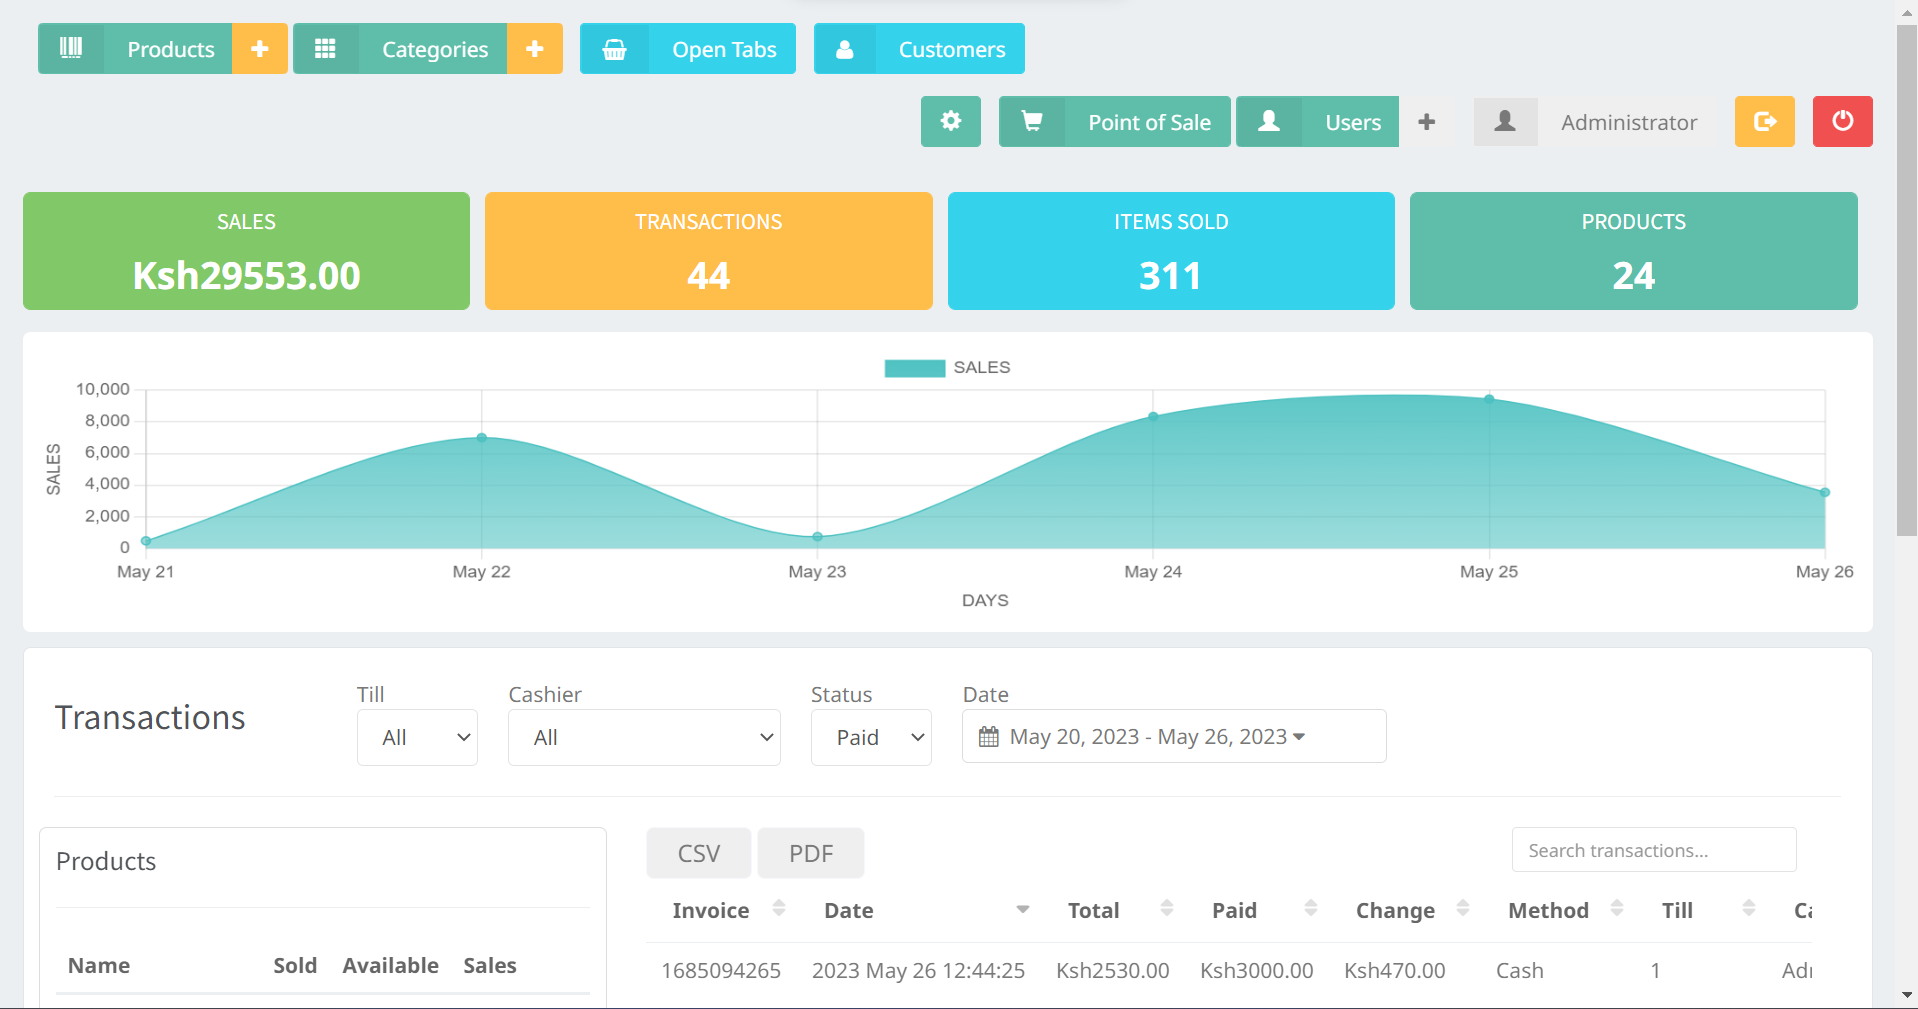 Products
Categories
Open Tabs
Customers
Point of Sale
Users
Administrator
SALES
Ksh29553.00
TRANSACTIONS
44
ITEMS SOLD
311
PRODUCTS
24
SALES
10,000
8,000
6,000
4,000
2,000
0
SALES
May 21 May 22 May 23 May 24 May 25 May 26
DAYS
Transactions
Till
All
Cashier
All
Status
Paid
Date
May 20, 2023 - May 26, 2023
Products
Name Sold Available Sales
CSV PDF
Search transactions...
Invoice Date Total Paid Change Method Till
1685094265 2023 May 26 12:44:25 Ksh2530.00 Ksh3000.00 Ksh470.00 Cash 1